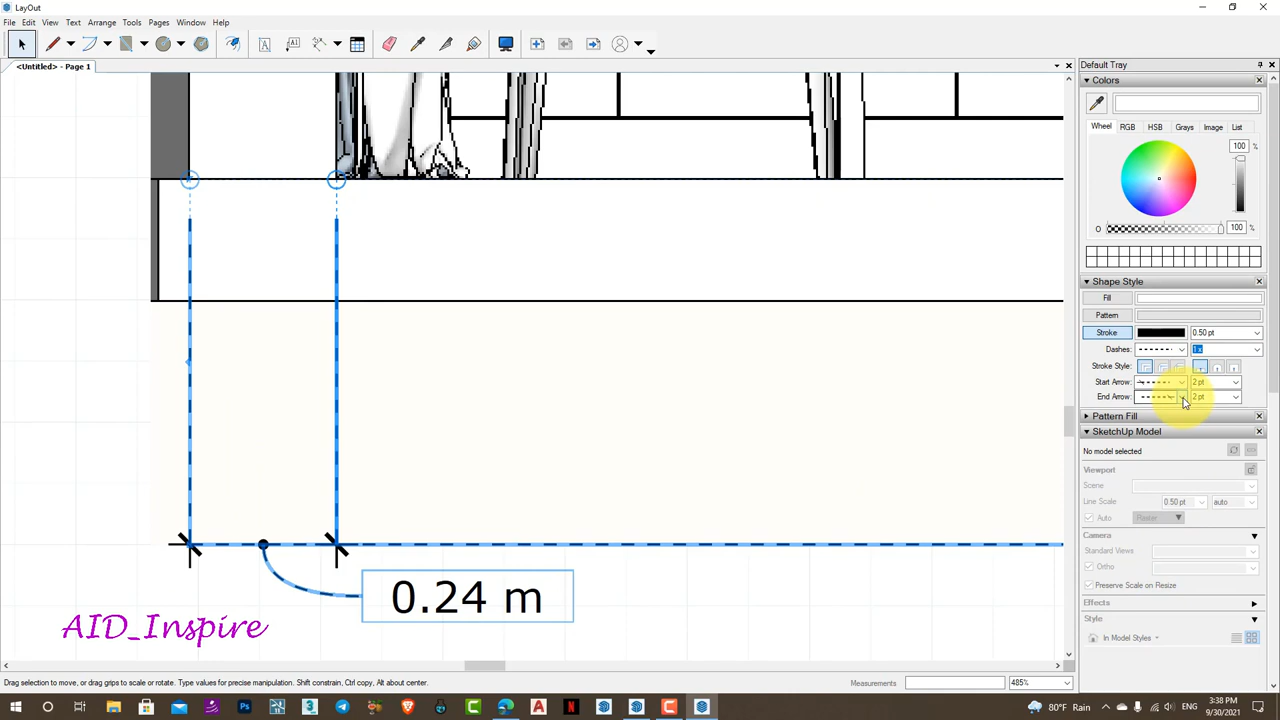 LayOut
File Edit View Text Arrange Tools Pages Window Help
<Untitled> - Page 1
Default Tray
Colors
Wheel RGB HSB Grays Image List
100 %
O 100 %
Shape Style
Fill
Pattern
Stroke 0.50 pt
Dashes: 1x
Stroke Style:
Start Arrow: 2 pt
End Arrow: 2 pt
Pattern Fill
SketchUp Model
No model selected
Viewport
Scene
Line Scale 0.50 pt auto
Auto Raster
Camera
Standard Views
Ortho
Preserve Scale on Resize
Effects
Style
In Model Styles
0.24 m
AID_Inspire
Drag selection to move, or drag grips to scale or rotate. Type values for precise manipulation. Shift constrain, Ctrl copy, Alt about center.
Measurements
485%
80°F Rain
3:38 PM
9/30/2021